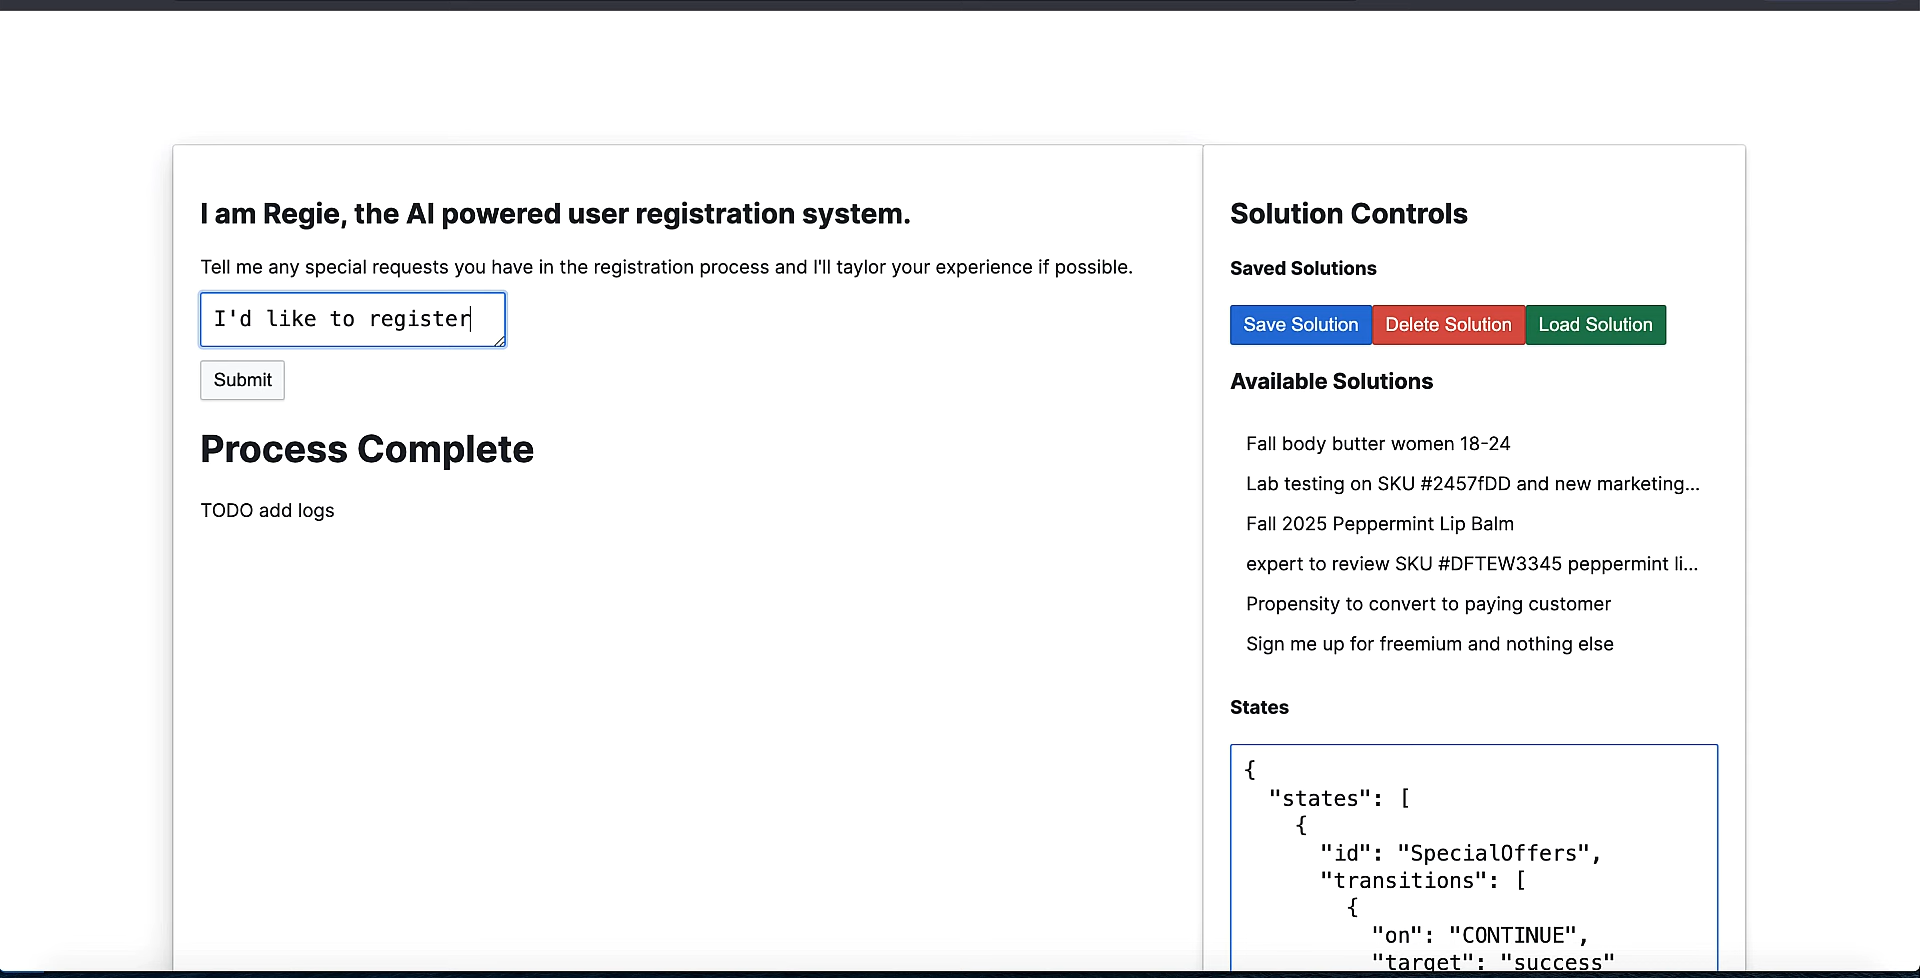 I am Regie, the AI powered user registration system.
Tell me any special requests you have in the registration process and I'll taylor your experience if possible.
I'd like to register
Submit
Process Complete
TODO add logs
Solution Controls
Saved Solutions
Save Solution Delete Solution Load Solution
Available Solutions
Fall body butter women 18-24
Lab testing on SKU #2457fDD and new marketing...
Fall 2025 Peppermint Lip Balm
expert to review SKU #DFTEW3345 peppermint li...
Propensity to convert to paying customer
Sign me up for freemium and nothing else
States
{
"states": [
{
"id": "SpecialOffers",
"transitions": [
{
"on": "CONTINUE",
"target": "success"